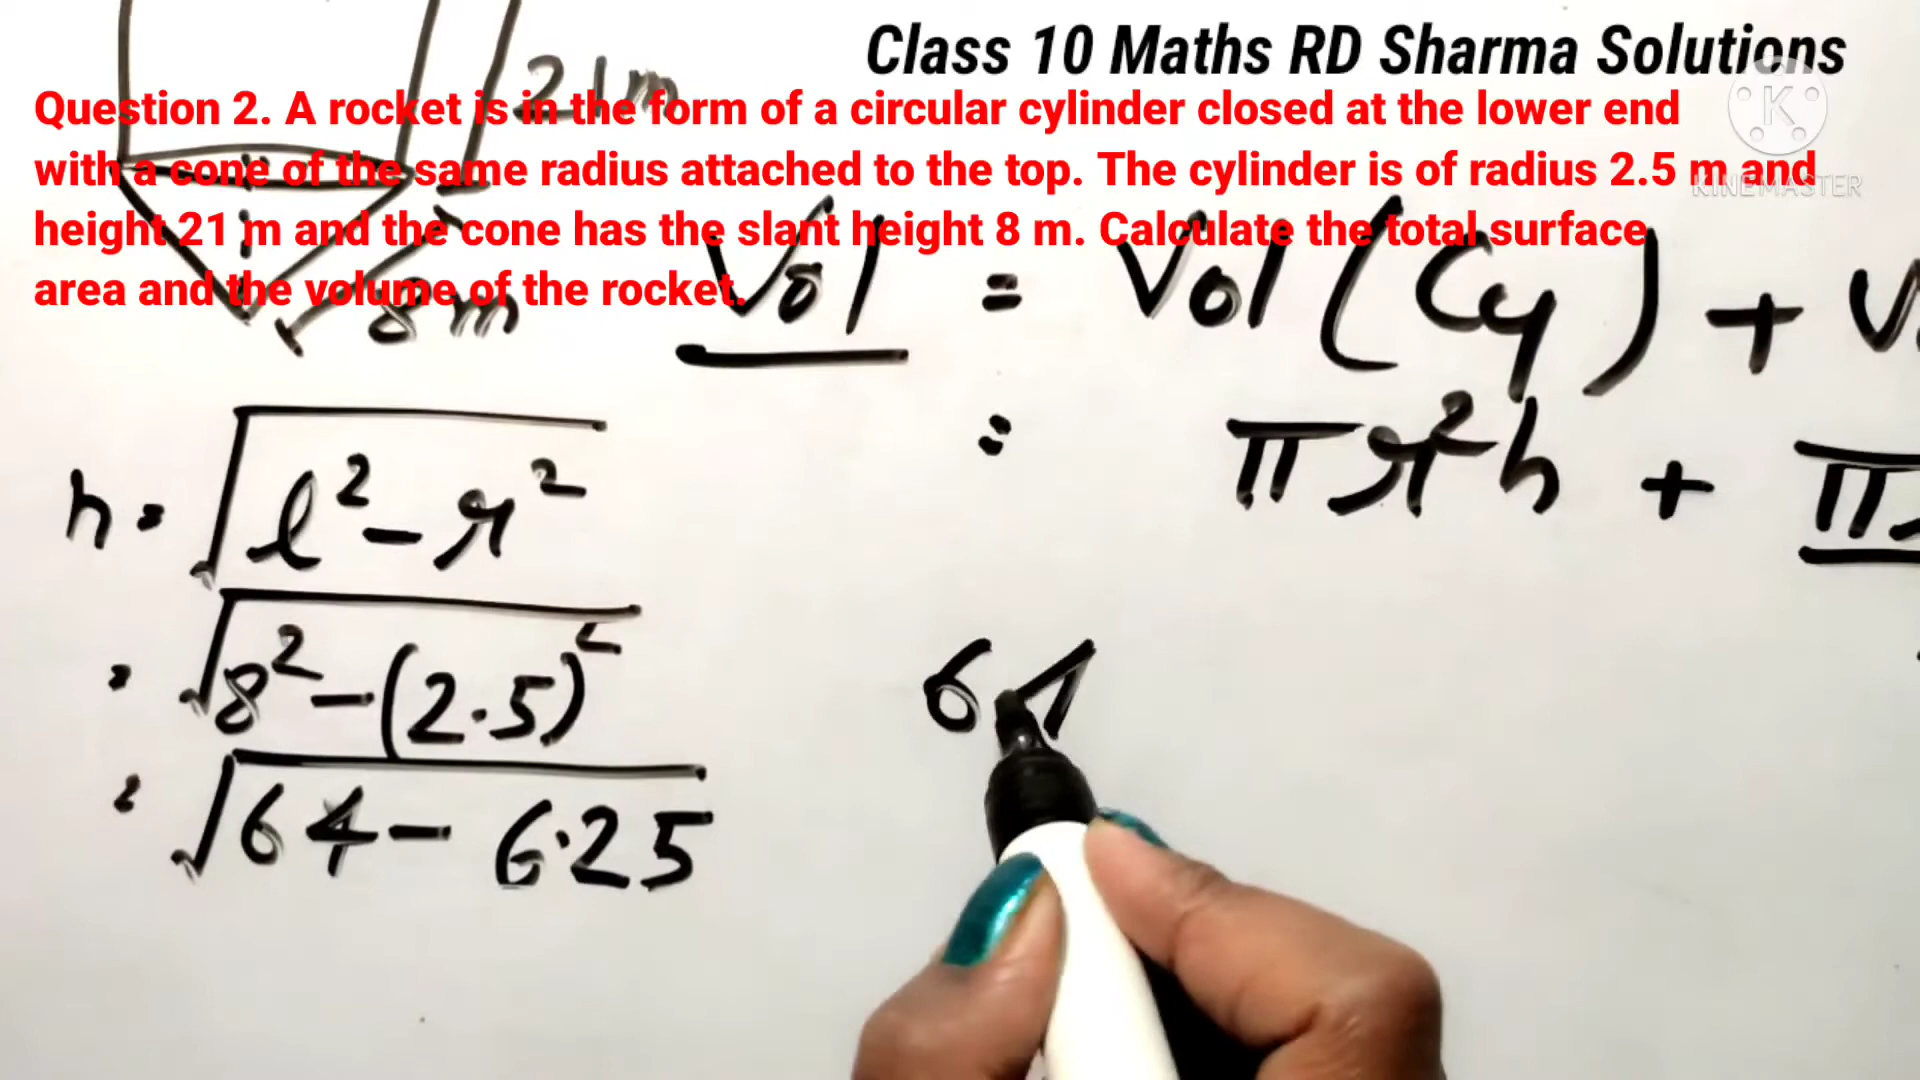 Class 10 Maths RD Sharma Solutions
21m
Question 2. A rocket is in the form of a circular cylinder closed at the lower end
with a cone of the same radius attached to the top. The cylinder is of radius 2.5 m and
height 21 m and the cone has the slant height 8 m. Calculate the total surface
area and the volume of the rocket.
K
KINEMASTER
8m
Vol = Vol (Cy) + V
= πr²h + π
h = √l² - r²
= √8² - (2.5)²
= √64 - 6.25
64